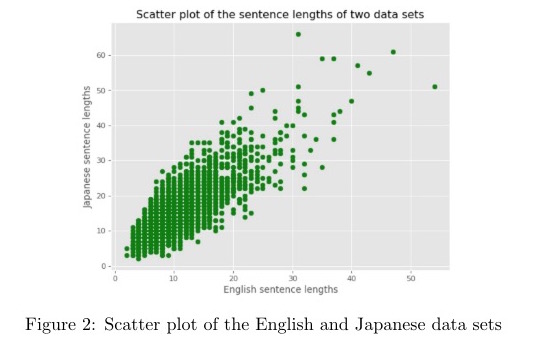 Scatter plot of the sentence lengths of two data sets
Japanese sentence lengths
60
50
40
30
20
10
0
0 10 20 30 40 50
English sentence lengths
Figure 2: Scatter plot of the English and Japanese data sets